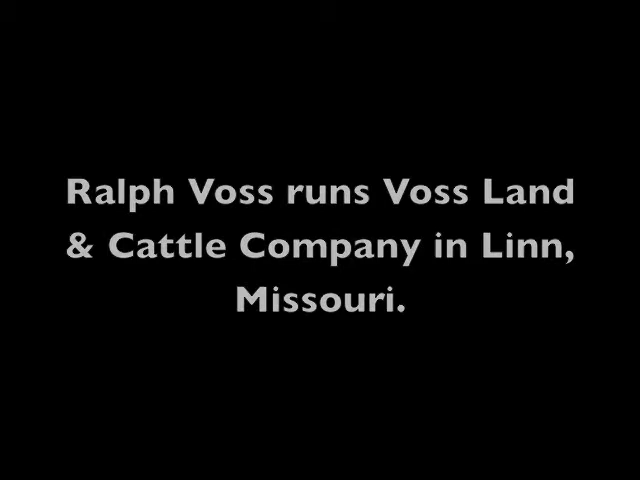 Ralph Voss runs Voss Land
& Cattle Company in Linn,
Missouri.